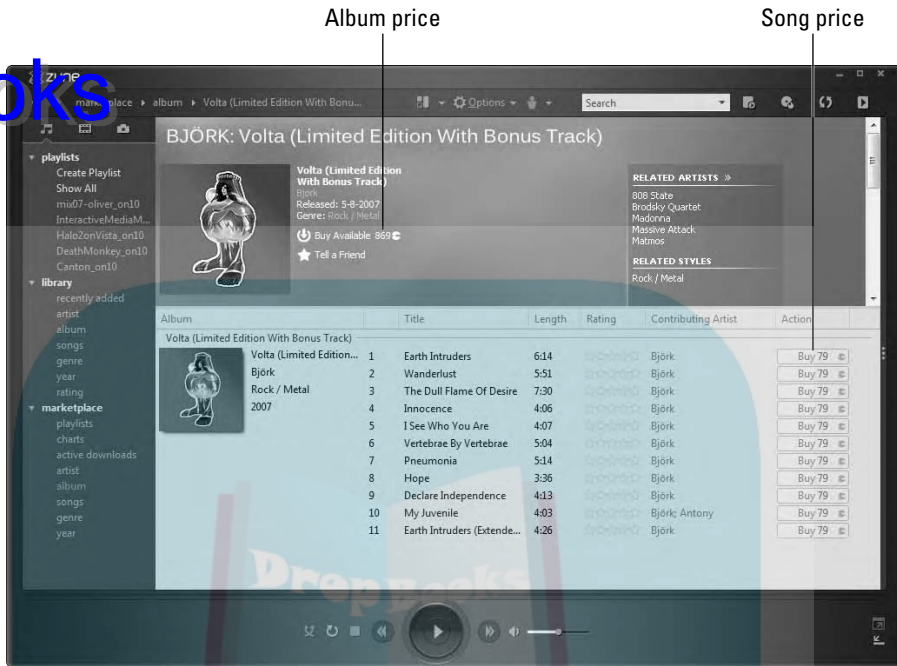 Album price
Song price
zune
oks
marketplace ▸ album ▸ Volta (Limited Edition With Bonu...
Options
Search
playlists
Create Playlist
Show All
mix07-oliver_on10
InteractiveMediaM...
Halo2onVista_on10
DeathMonkey_on10
Canton_on10
library
recently added
artist
album
songs
genre
year
rating
marketplace
playlists
charts
active downloads
artist
album
songs
genre
year
BJÖRK: Volta (Limited Edition With Bonus Track)
Volta (Limited Edition
With Bonus Track)
Björk
Released: 5-8-2007
Genre: Rock / Metal
Buy Available 869
Tell a Friend
RELATED ARTISTS »
808 State
Brodsky Quartet
Madonna
Massive Attack
Matmos
RELATED STYLES
Rock / Metal
Album Title Length Rating Contributing Artist Action
Volta (Limited Edition With Bonus Track)
Volta (Limited Edition...
Björk
Rock / Metal
2007
1 Earth Intruders 6:14 Björk Buy 79
2 Wanderlust 5:51 Björk Buy 79
3 The Dull Flame Of Desire 7:30 Björk Buy 79
4 Innocence 4:06 Björk Buy 79
5 I See Who You Are 4:07 Björk Buy 79
6 Vertebrae By Vertebrae 5:04 Björk Buy 79
7 Pneumonia 5:14 Björk Buy 79
8 Hope 3:36 Björk Buy 79
9 Declare Independence 4:13 Björk Buy 79
10 My Juvenile 4:03 Björk; Antony Buy 79
11 Earth Intruders (Extende... 4:26 Björk Buy 79
DropBooks